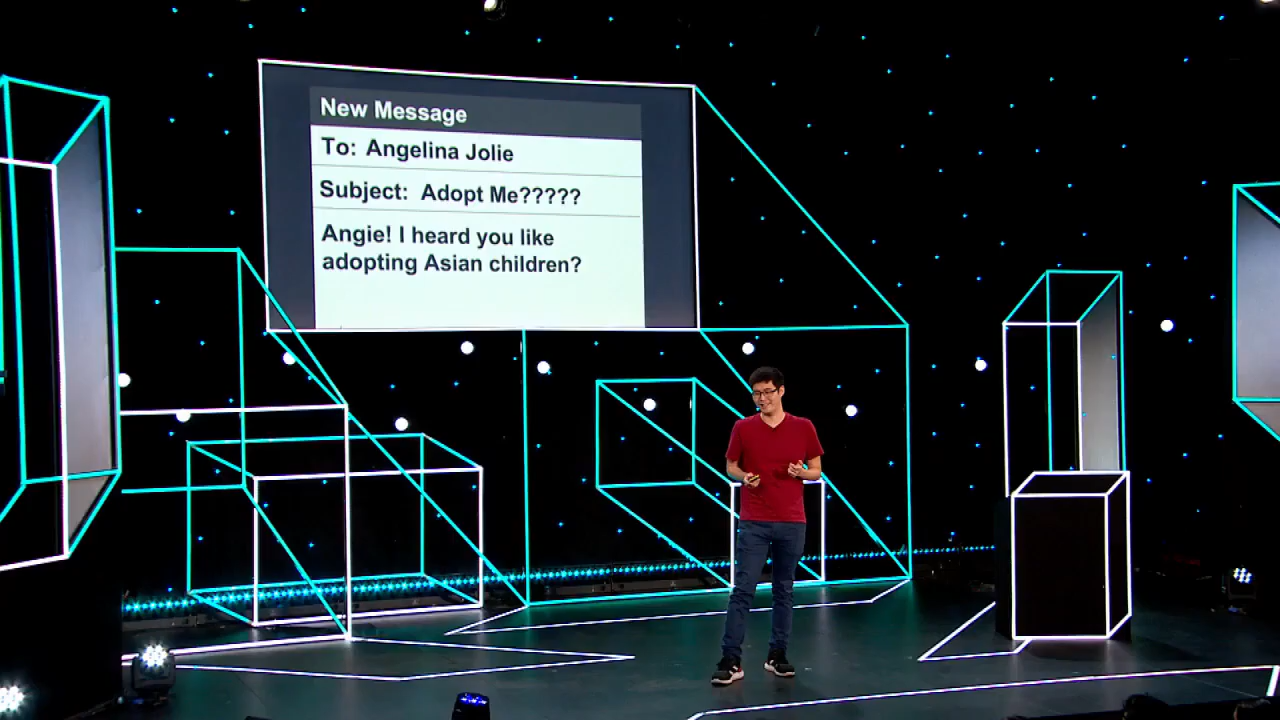 New Message
To: Angelina Jolie
Subject: Adopt Me?????
Angie! I heard you like
adopting Asian children?